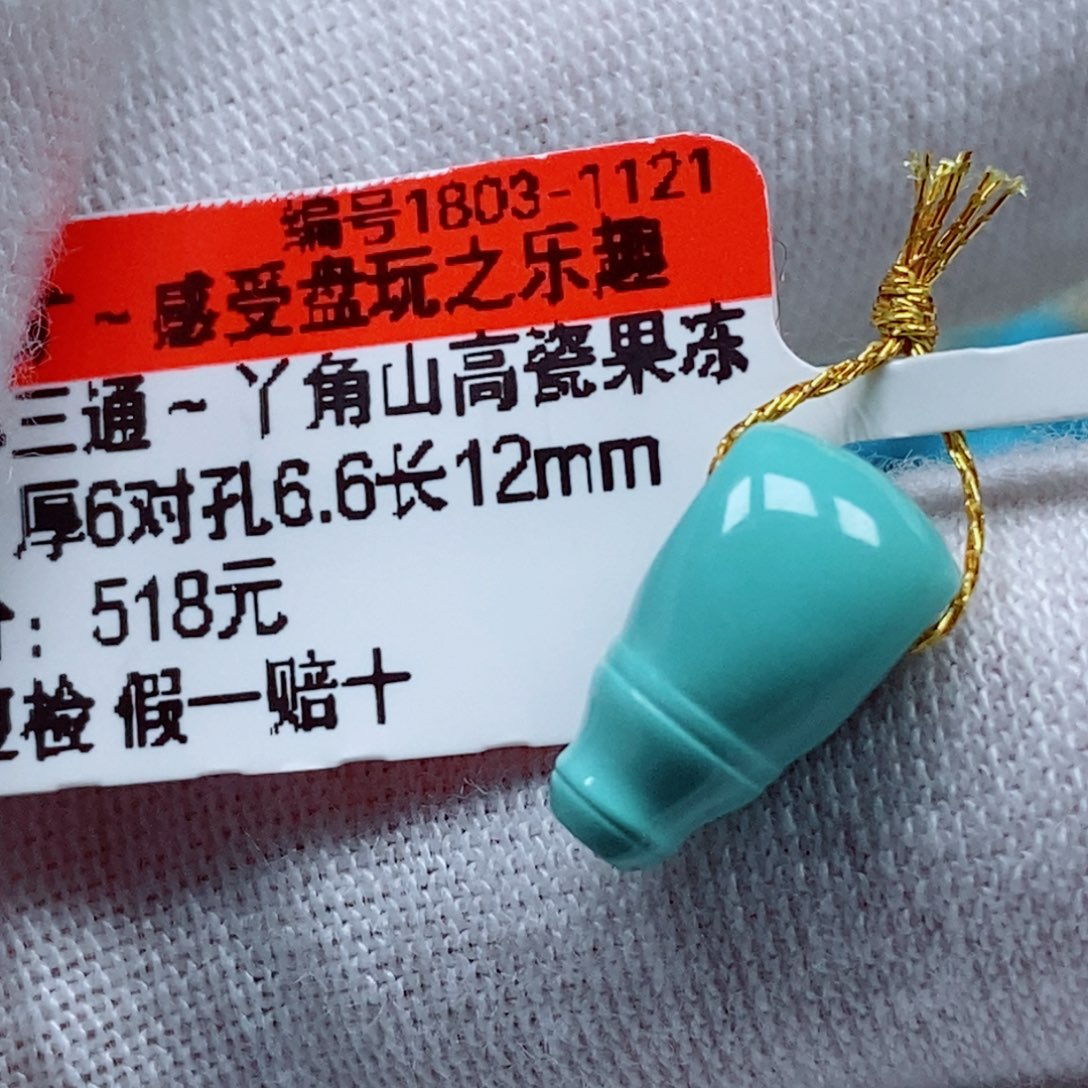 编号1803-1121
~感受盘玩之乐趣
三通~丫角山高瓷果冻
厚6对孔6.6长12mm
：518元
检 假一赔十